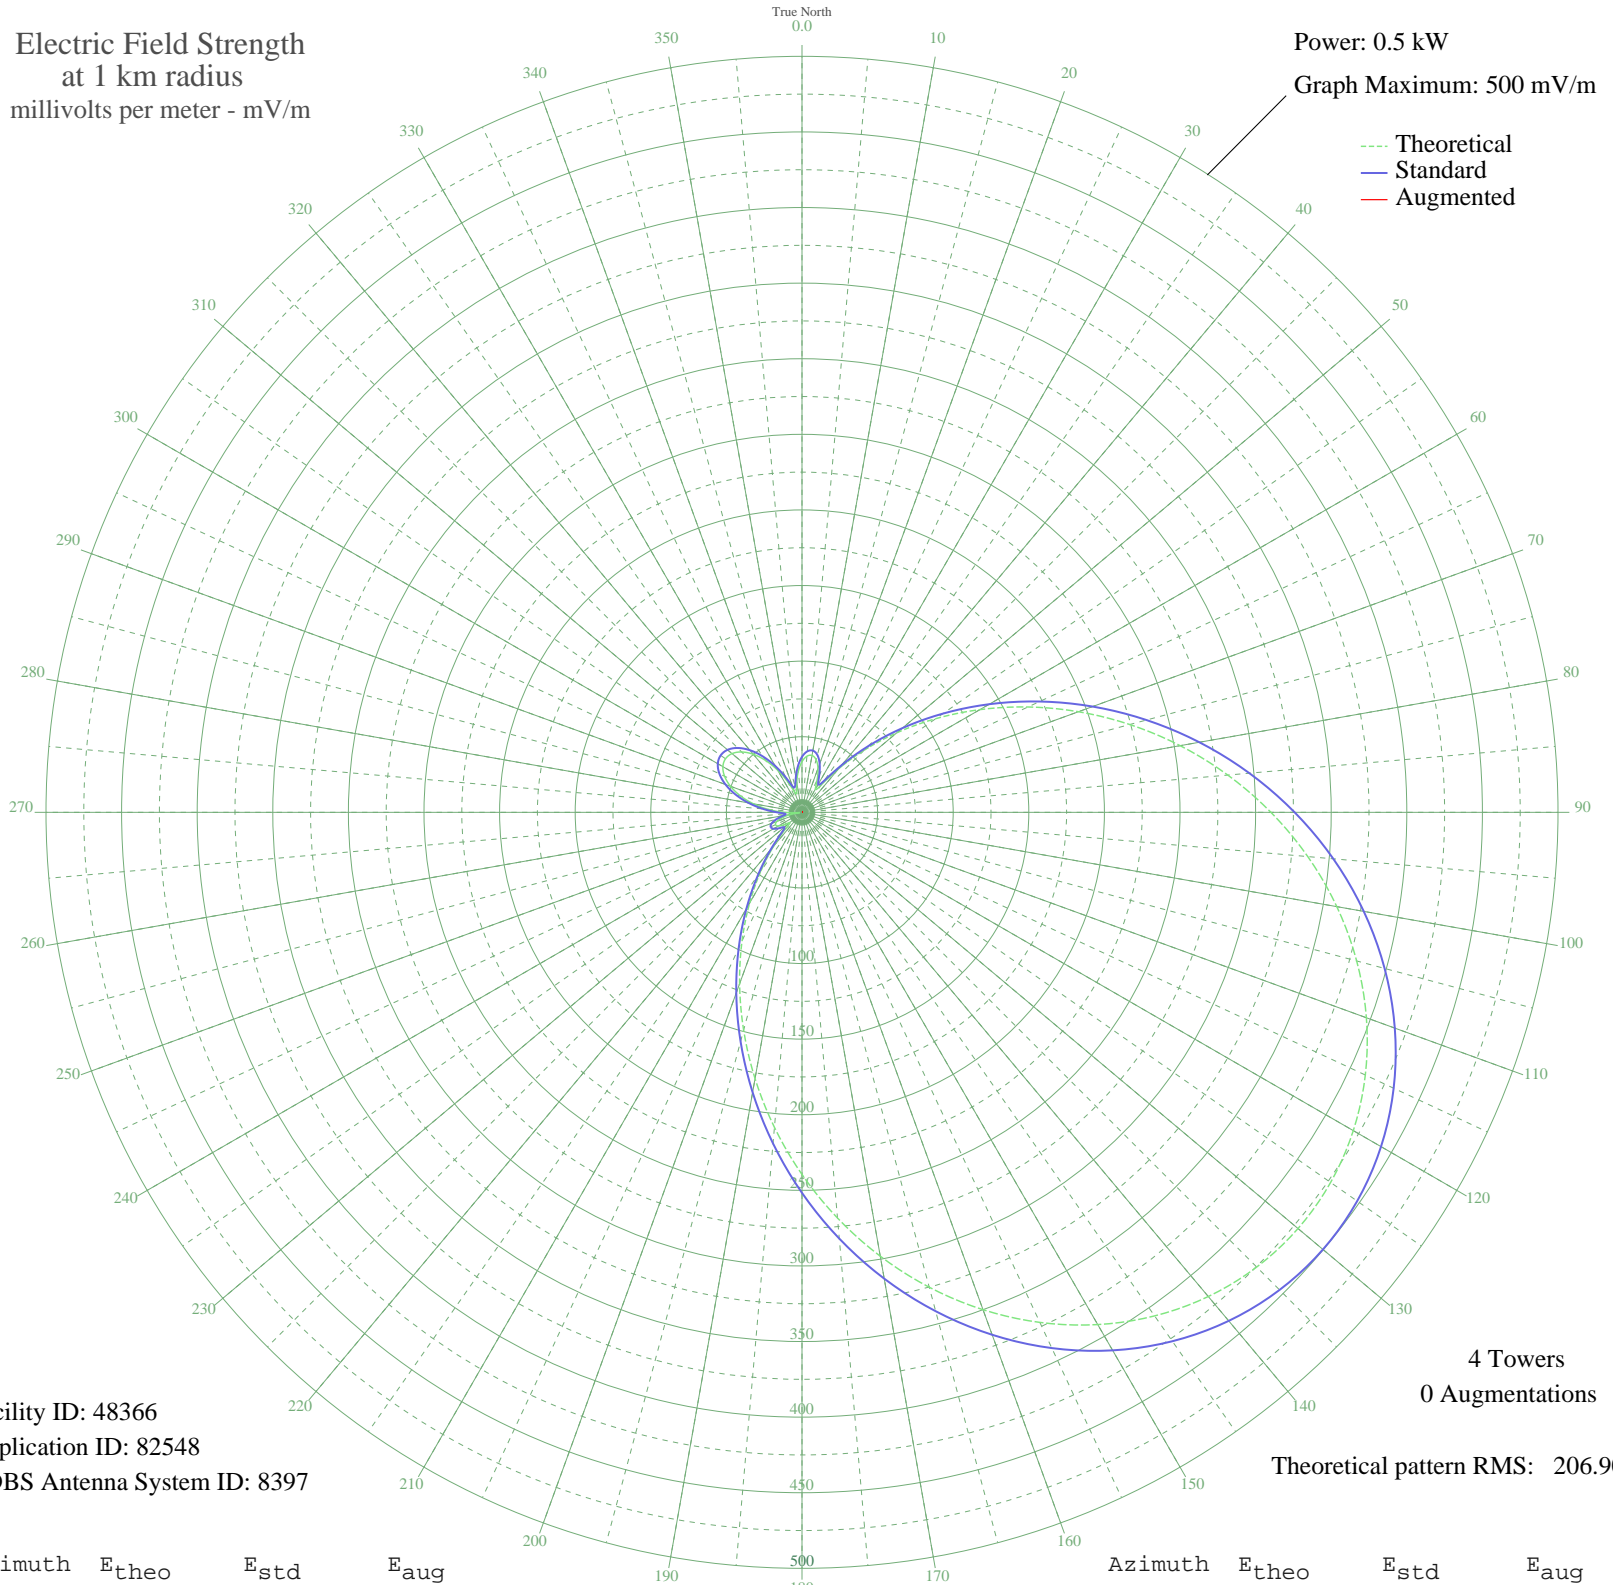 Electric Field Strength
at 1 km radius
millivolts per meter - mV/m
True North
0.0
10
20
30
40
50
60
70
80
90
100
110
120
130
140
150
160
170
190
200
210
220
230
240
250
260
270
280
290
300
310
320
330
340
350
Power: 0.5 kW
Graph Maximum: 500 mV/m
Theoretical
Standard
Augmented
100
150
200
250
300
350
400
450
500
4 Towers
0 Augmentations
Theoretical pattern RMS: 206.9
cility ID: 48366
plication ID: 82548
DBS Antenna System ID: 8397
imuth Etheo Estd Eaug
Azimuth Etheo Estd Eaug